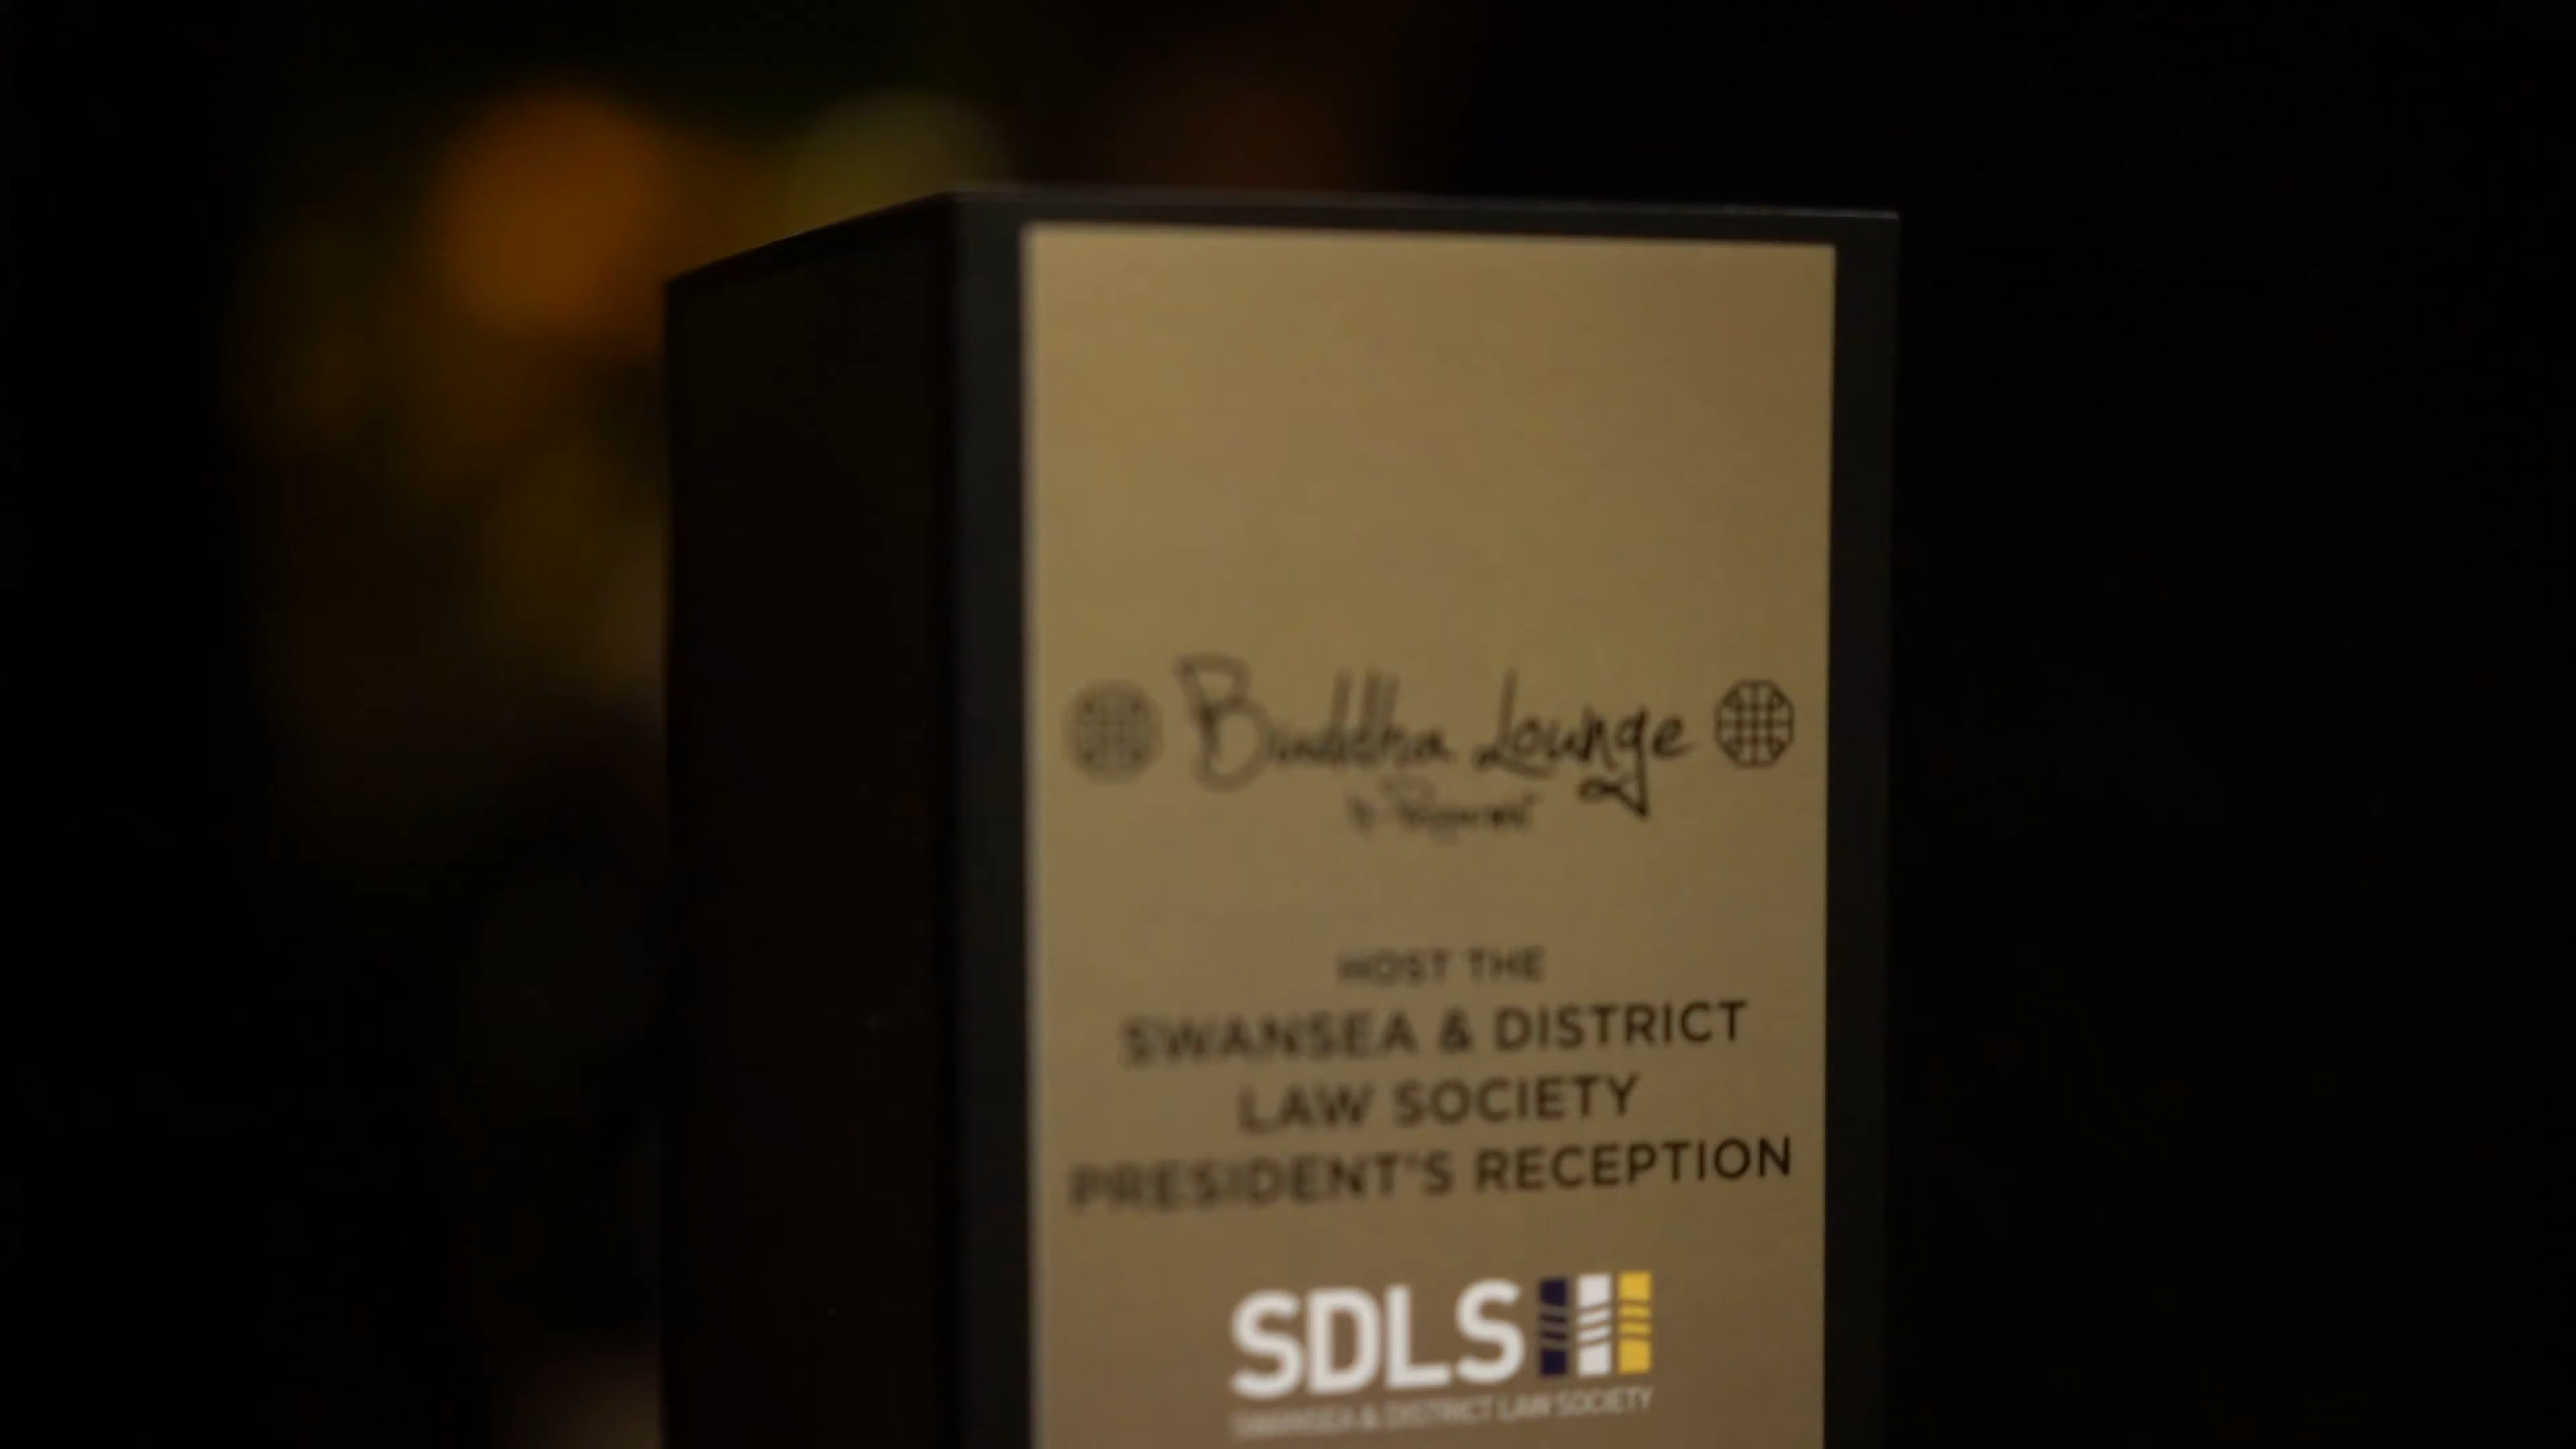 Buddha Lounge
HOST THE
SWANSEA & DISTRICT
LAW SOCIETY
PRESIDENT'S RECEPTION
SDLS
SWANSEA & DISTRICT LAW SOCIETY